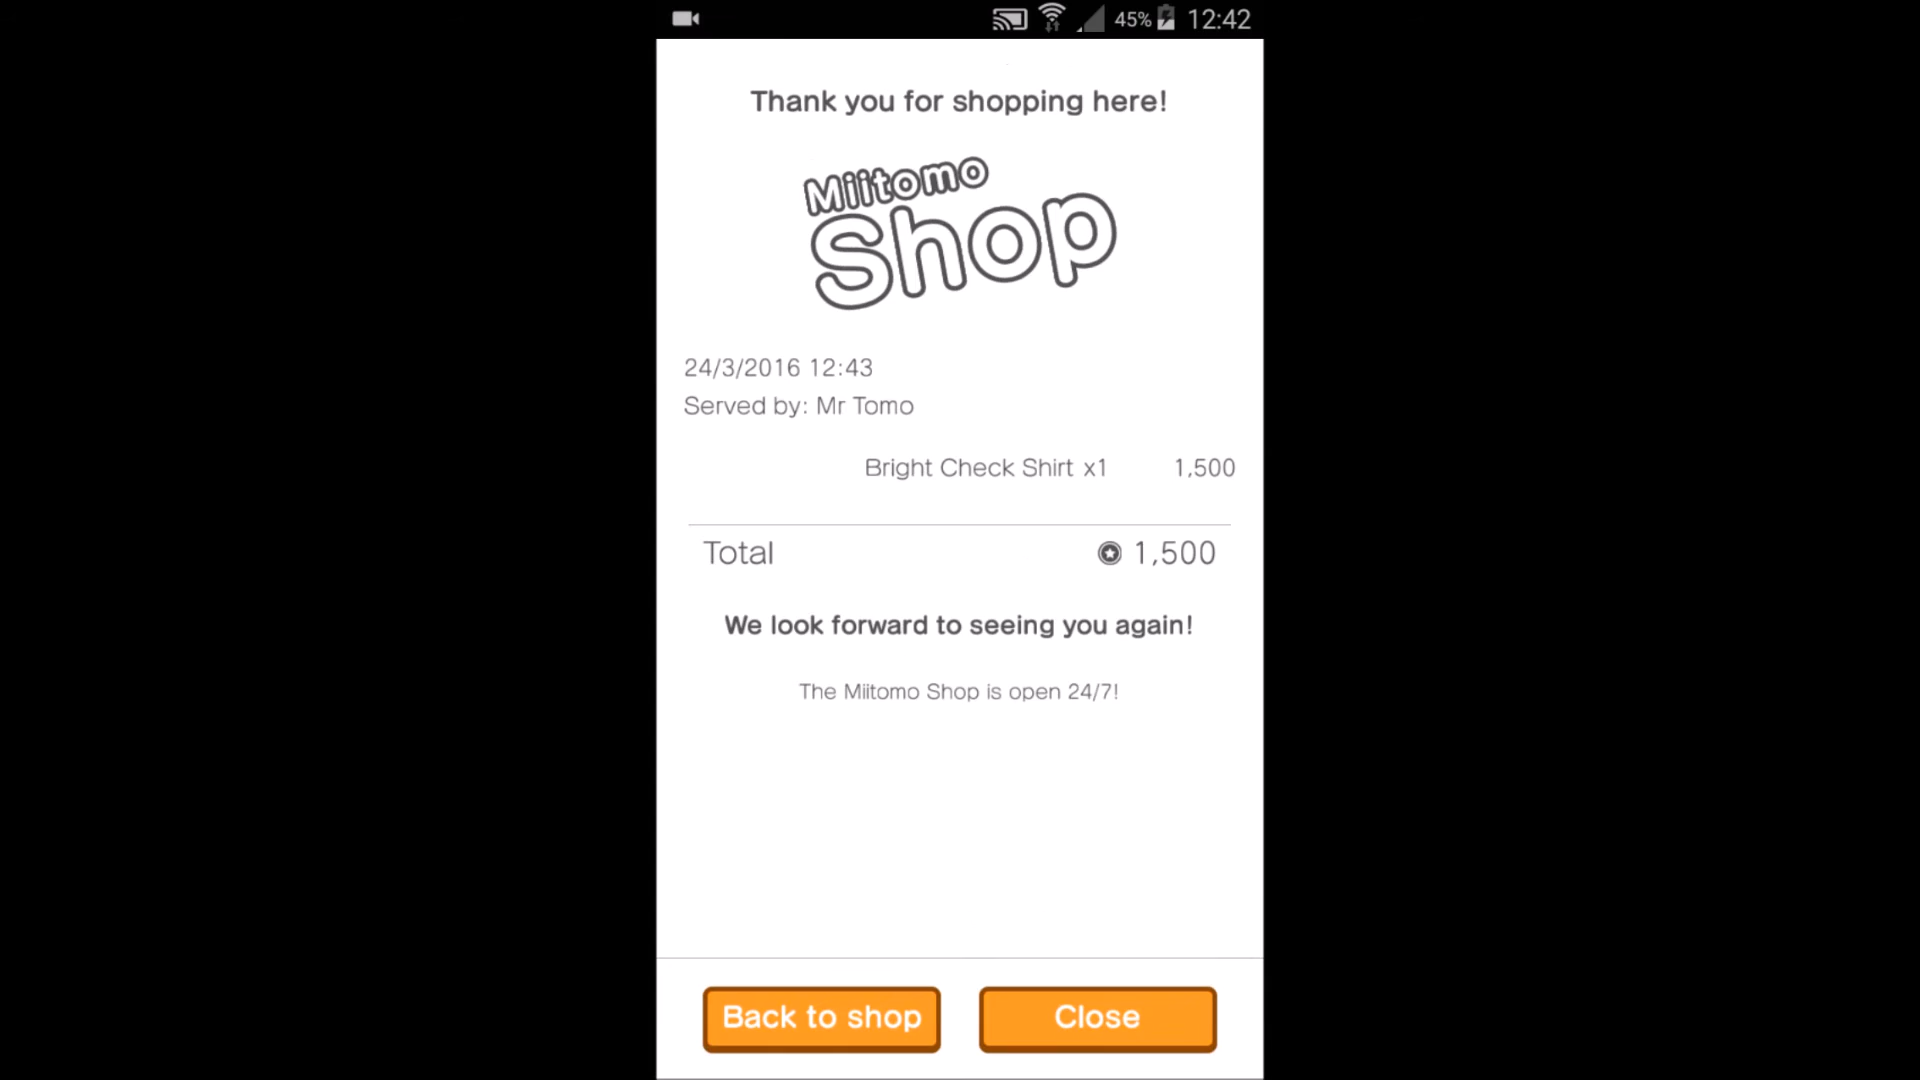 45% 12:42
Thank you for shopping here!
Miitomo
Shop
24/3/2016 12:43
Served by: Mr Tomo
Bright Check Shirt x1 1,500
Total 1,500
We look forward to seeing you again!
The Miitomo Shop is open 24/7!
Back to shop Close